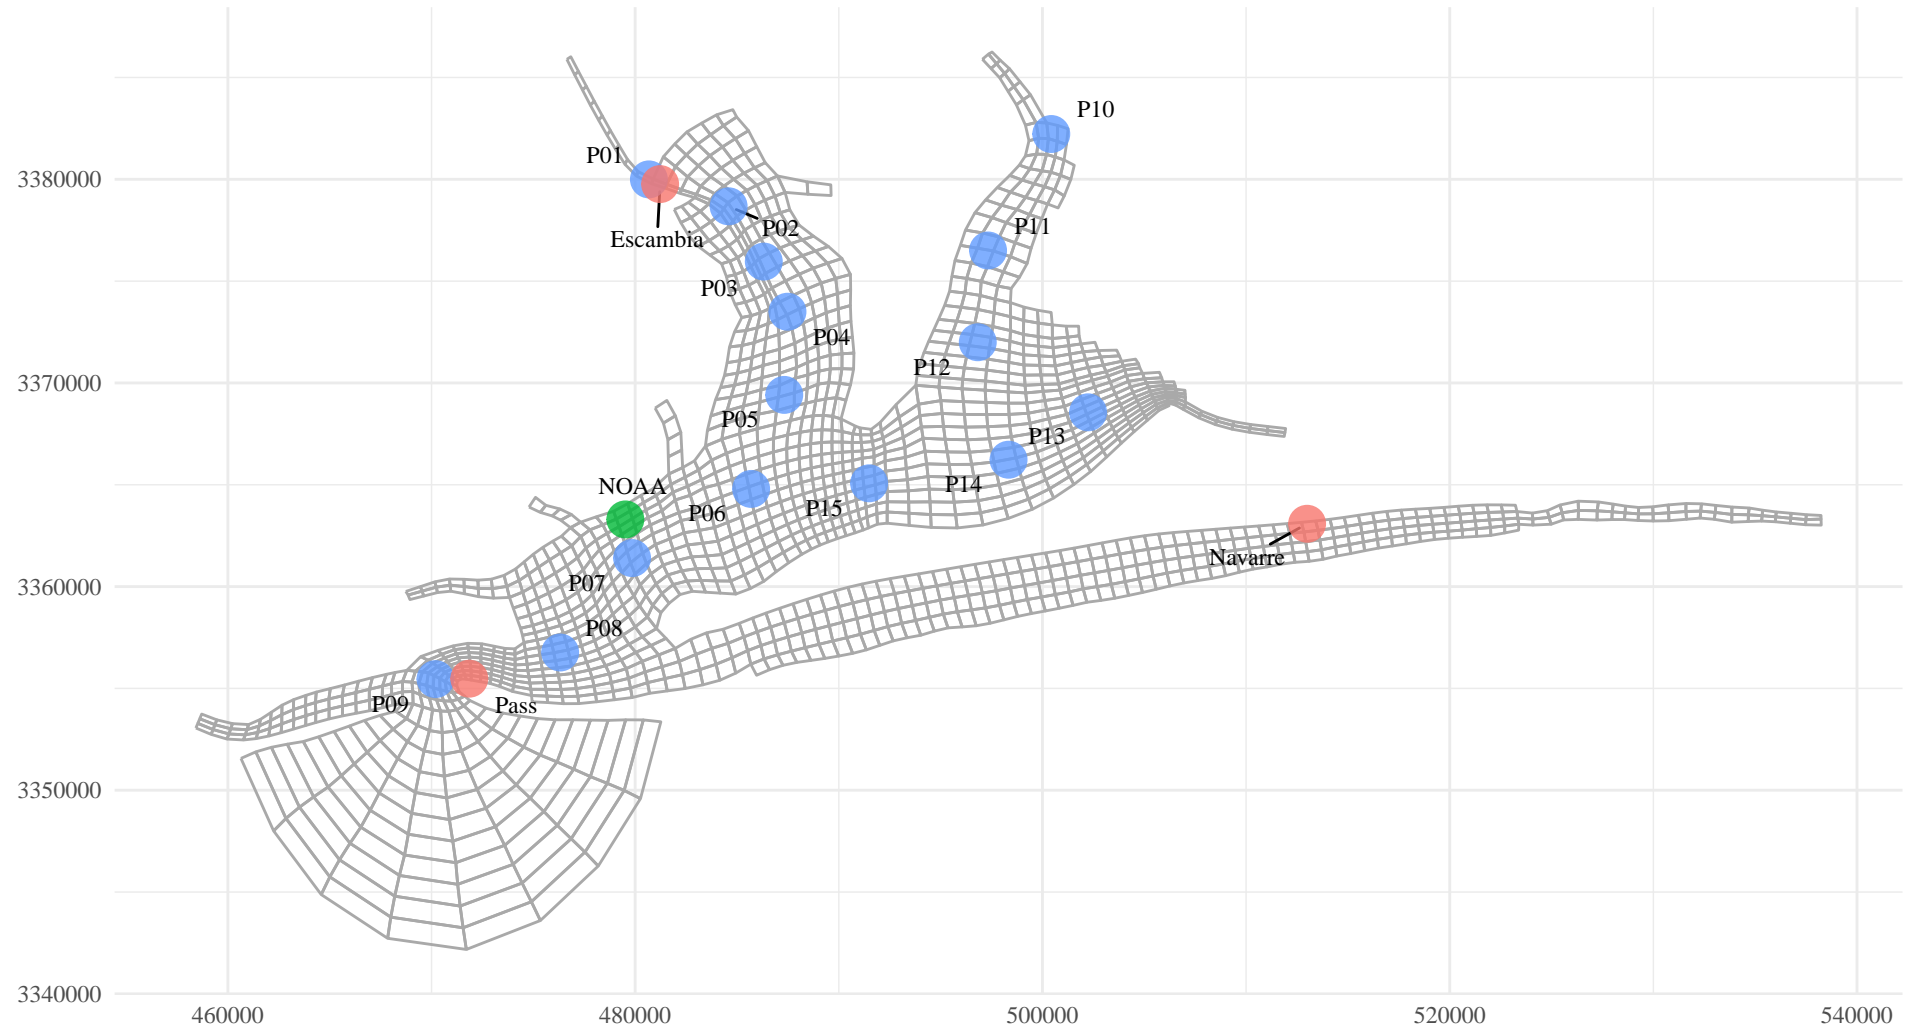 P10
P01
3380000
P11
P02
Escambia
P03
P04
P12
3370000
P05
P13
P14
NOAA
P15
P06
Navarre
P07
3360000
P08
P09
Pass
3350000
3340000
460000
480000
500000
520000
540000